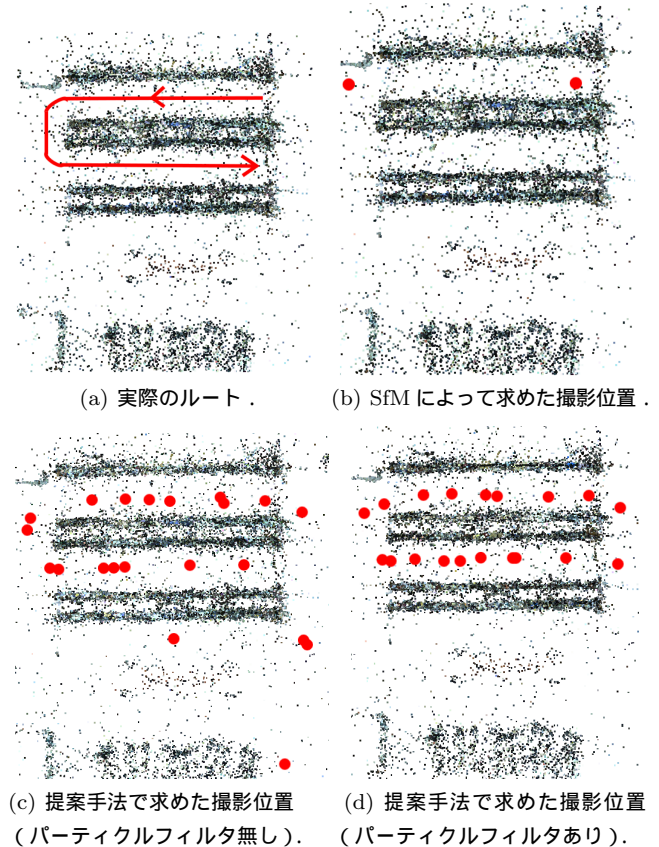 (a) 実際のルート．
(b) SfM によって求めた撮影位置．
(c) 提案手法で求めた撮影位置
（パーティクルフィルタ無し）．
(d) 提案手法で求めた撮影位置
（パーティクルフィルタあり）．